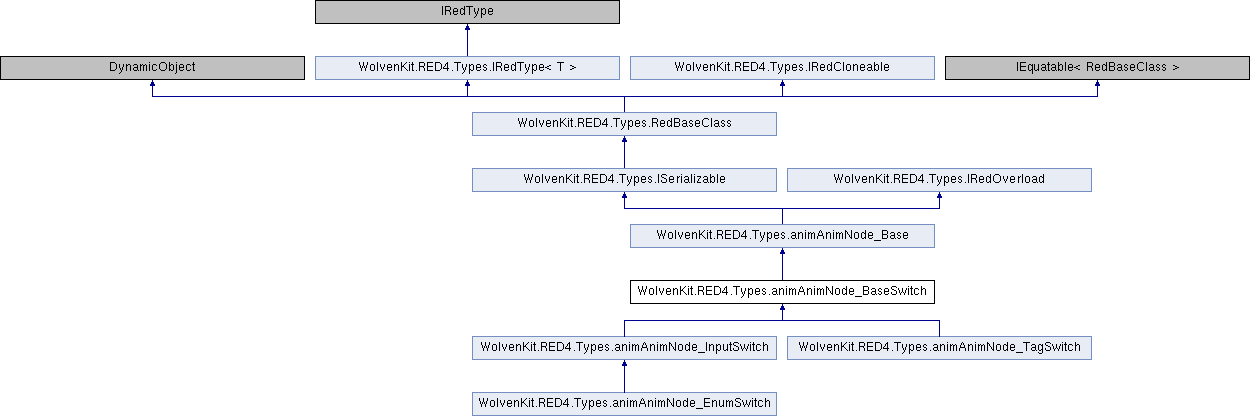 IRedType
DynamicObject
WolvenKit.RED4.Types.IRedType< T >
WolvenKit.RED4.Types.IRedCloneable
IEquatable< RedBaseClass >
WolvenKit.RED4.Types.RedBaseClass
WolvenKit.RED4.Types.ISerializable
WolvenKit.RED4.Types.IRedOverload
WolvenKit.RED4.Types.animAnimNode_Base
WolvenKit.RED4.Types.animAnimNode_BaseSwitch
WolvenKit.RED4.Types.animAnimNode_InputSwitch
WolvenKit.RED4.Types.animAnimNode_TagSwitch
WolvenKit.RED4.Types.animAnimNode_EnumSwitch